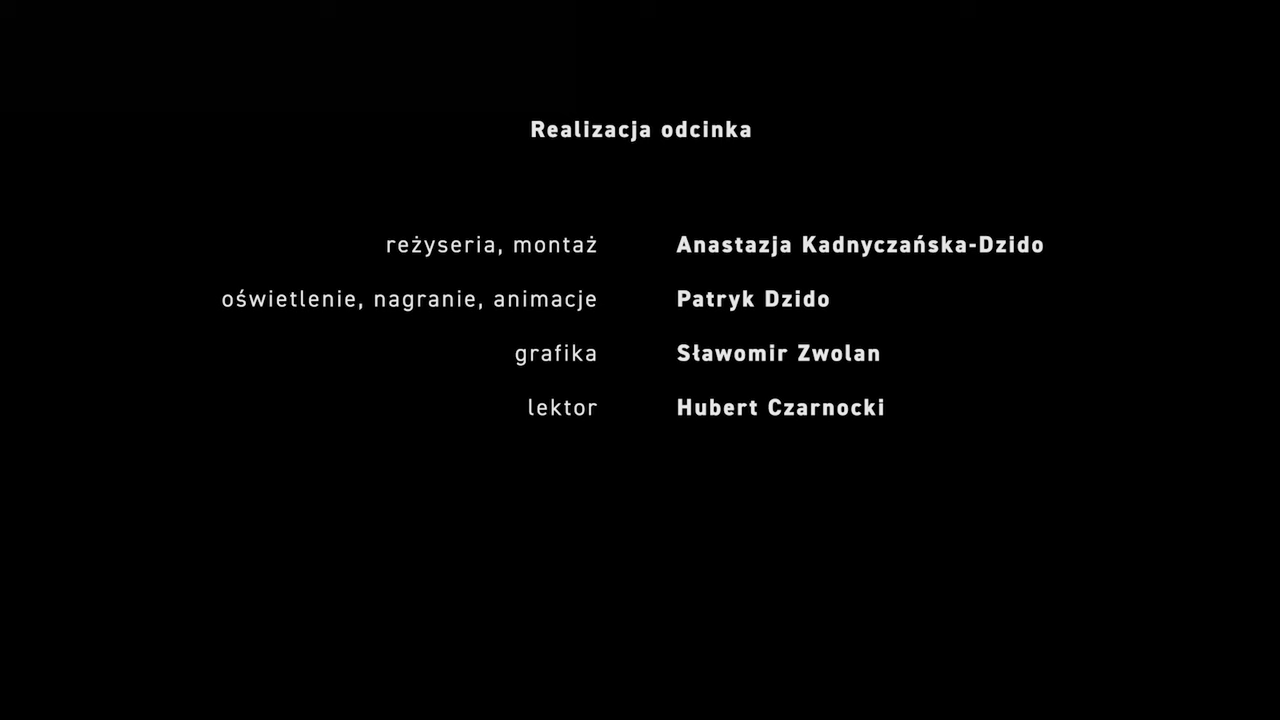 Realizacja odcinka
reżyseria, montaż Anastazja Kadnyczańska-Dzido
oświetlenie, nagranie, animacje Patryk Dzido
grafika Sławomir Zwolan
lektor Hubert Czarnocki